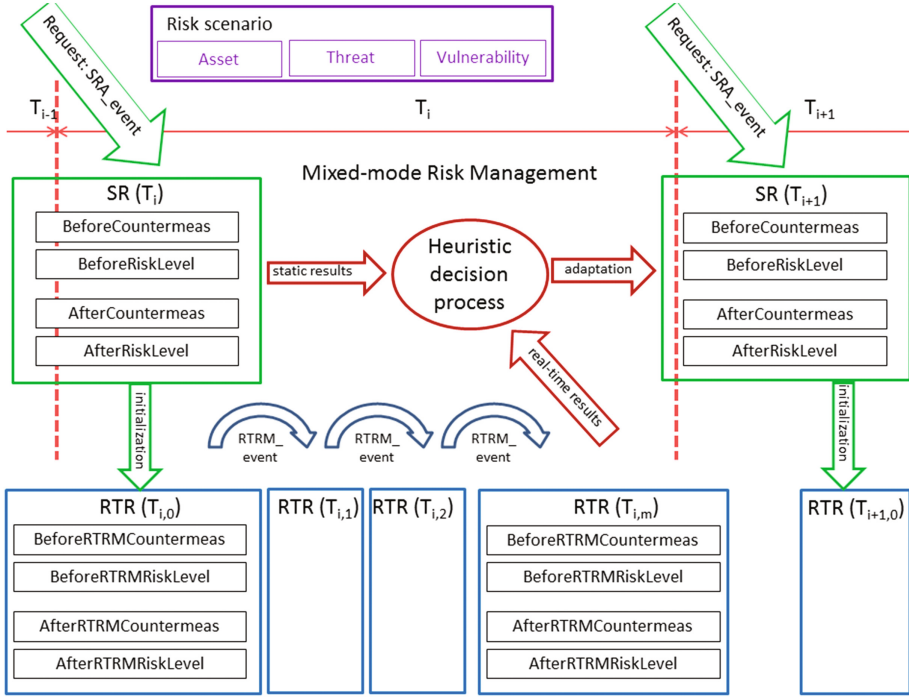 Risk scenario
Asset
Threat
Vulnerability
Request: SRA_event
Request: SRA_event
Ti-1
Ti
Ti+1
Mixed-mode Risk Management
SR (Ti)
BeforeCountermeas
BeforeRiskLevel
AfterCountermeas
AfterRiskLevel
static results
Heuristic
decision
process
adaptation
SR (Ti+1)
BeforeCountermeas
BeforeRiskLevel
AfterCountermeas
AfterRiskLevel
real-time results
initialization
RTRM_
event
RTRM_
event
RTRM_
event
initialization
RTR (Ti,0)
BeforeRTRMCountermeas
BeforeRTRMRiskLevel
AfterRTRMCountermeas
AfterRTRMRiskLevel
RTR (Ti,1)
RTR (Ti,2)
RTR (Ti,m)
BeforeRTRMCountermeas
BeforeRTRMRiskLevel
AfterRTRMCountermeas
AfterRTRMRiskLevel
RTR (Ti+1,0)